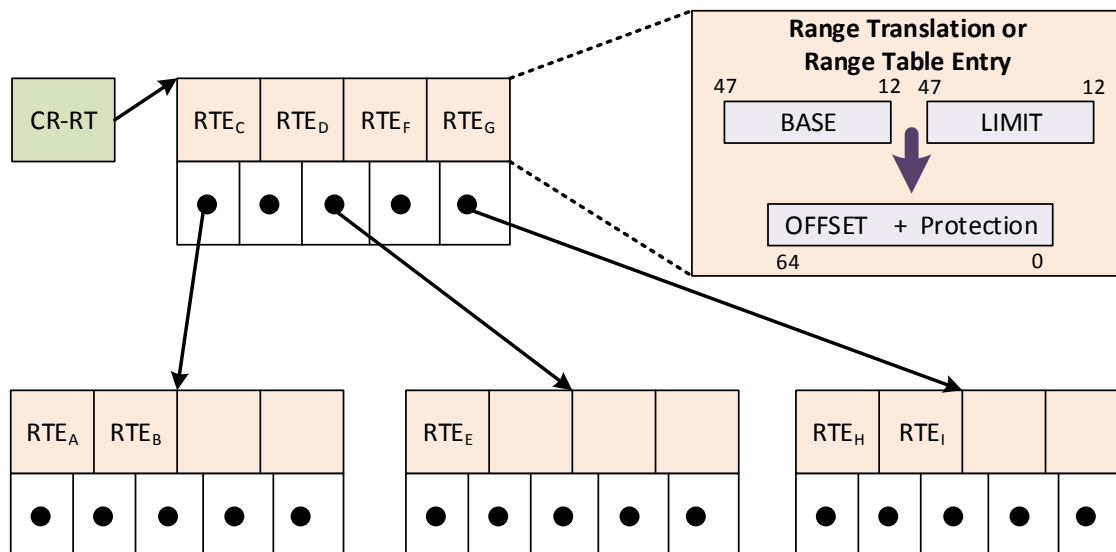 Range Translation or
Range Table Entry
47 12 47 12
BASE LIMIT
OFFSET + Protection
64 0
CR-RT
RTE_C RTE_D RTE_F RTE_G
RTE_A RTE_B RTE_E RTE_H RTE_I